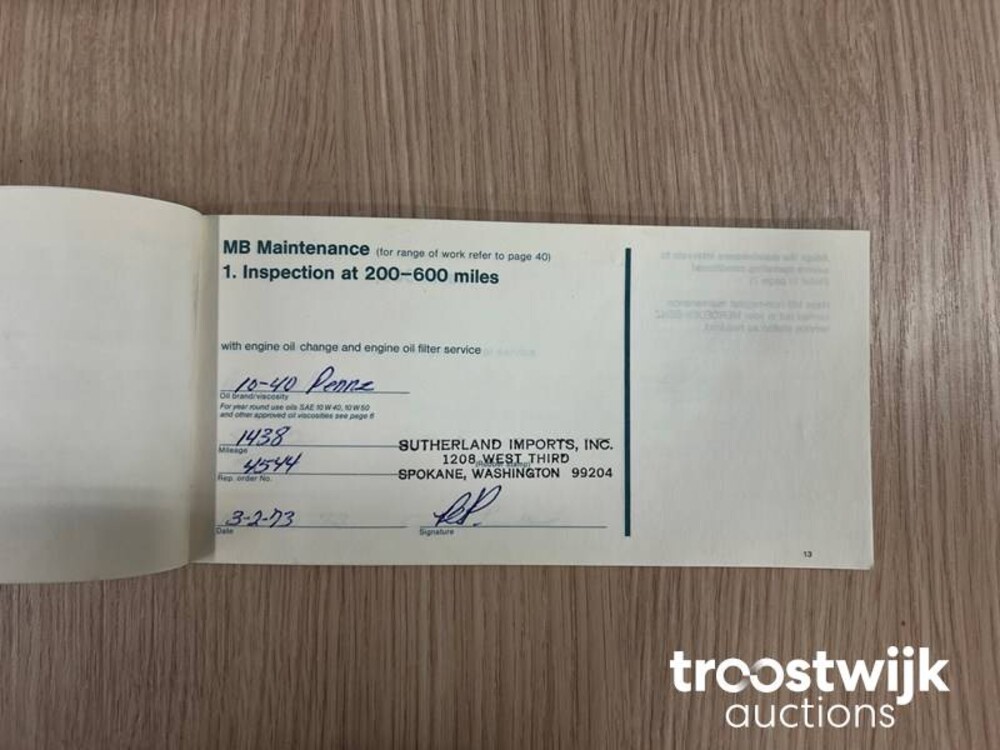 MB Maintenance (for range of work refer to page 40)
1. Inspection at 200–600 miles
with engine oil change and engine oil filter service
10-40 Pennz
Oil brand/viscosity
For year round use oils SAE 10 W 40, 10 W 50
and other approved oil viscosities see page 6
1438
Mileage
4544
Rep. order No.
SUTHERLAND IMPORTS, INC.
1208 WEST THIRD
SPOKANE, WASHINGTON 99204
3-2-73
Date
Signature
13
troostwijk
auctions